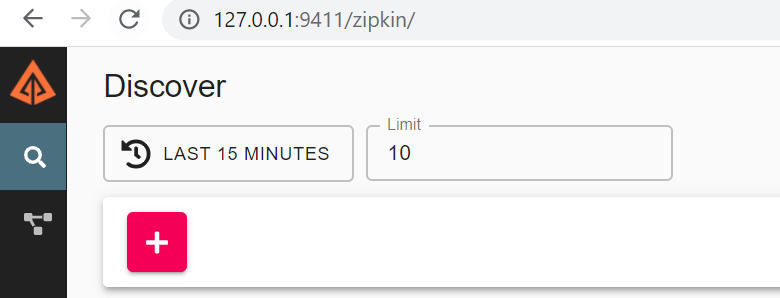 127.0.0.1:9411/zipkin/
Discover
LAST 15 MINUTES
Limit
10